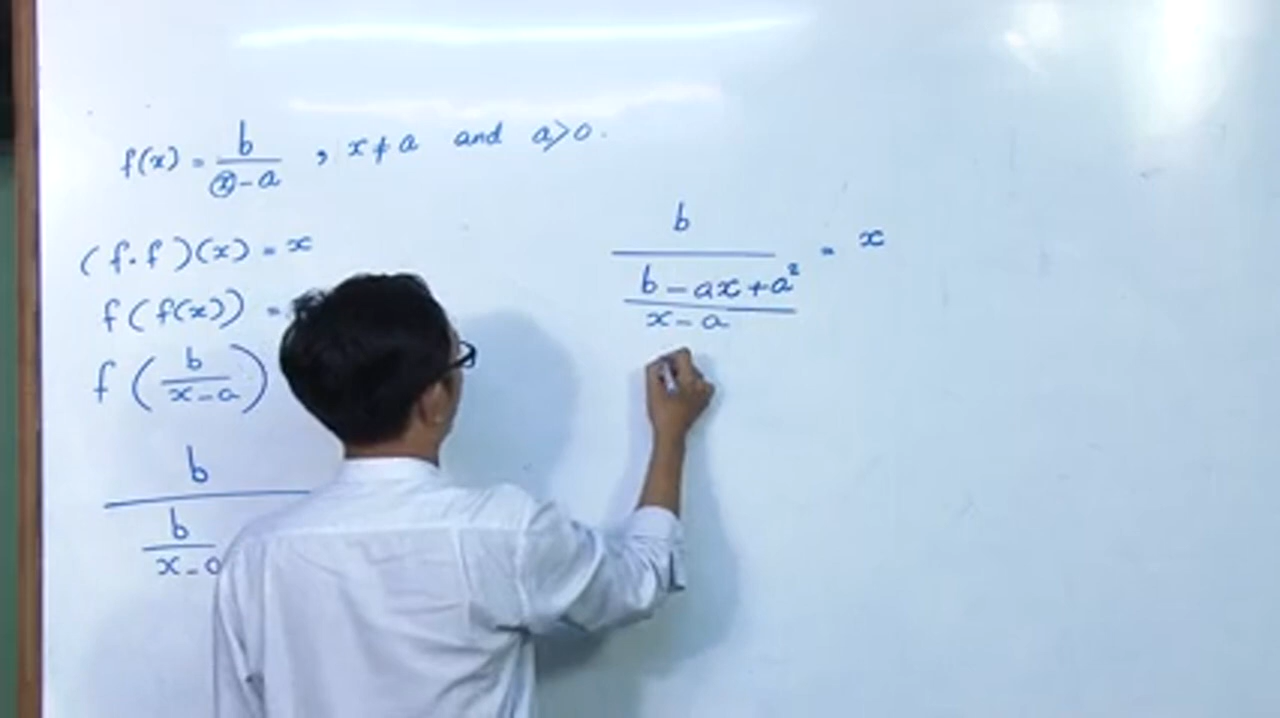 f(x) = b/(x-a) , x≠a and a>0.
(f.f)(x) = x
f(f(x)) =
f(b/(x-a))
b
b
x-
b/((b-ax+a²)/(x-a)) = x